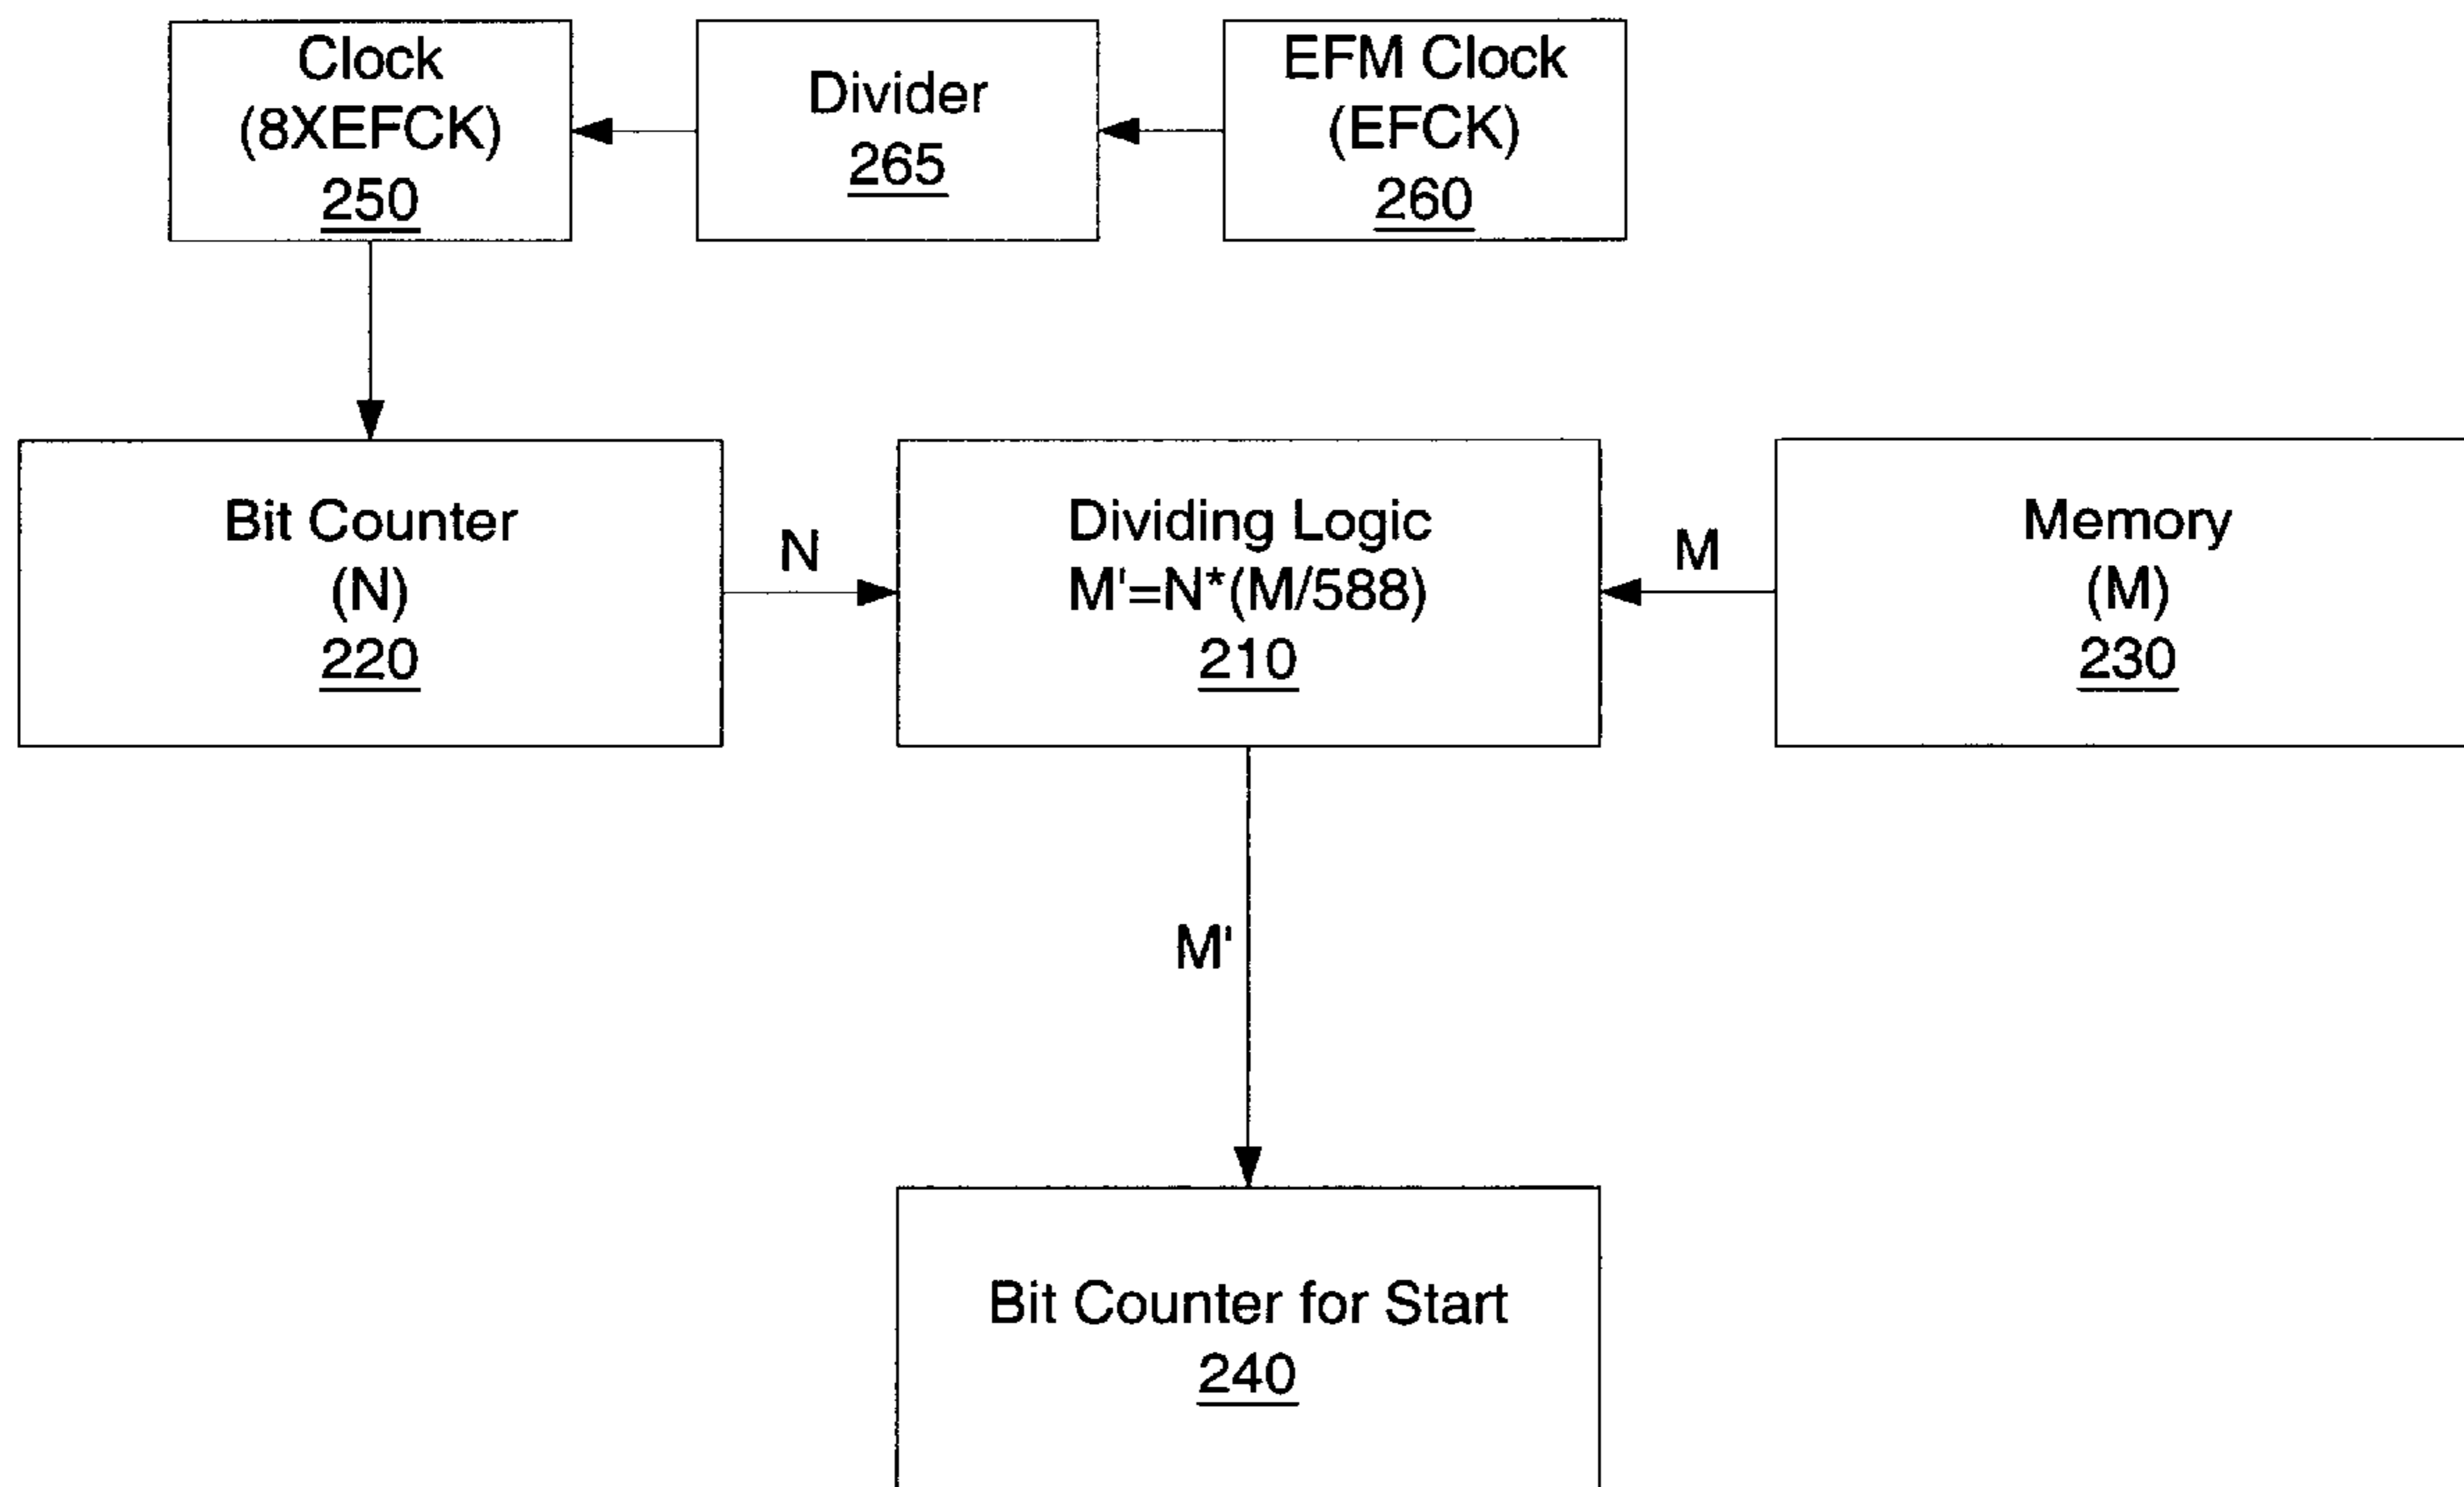 Clock
(8XEFCK)
250
Divider
265
EFM Clock
(EFCK)
260
Bit Counter
(N)
220
N
Dividing Logic
M'=N*(M/588)
210
M
Memory
(M)
230
M'
Bit Counter for Start
240